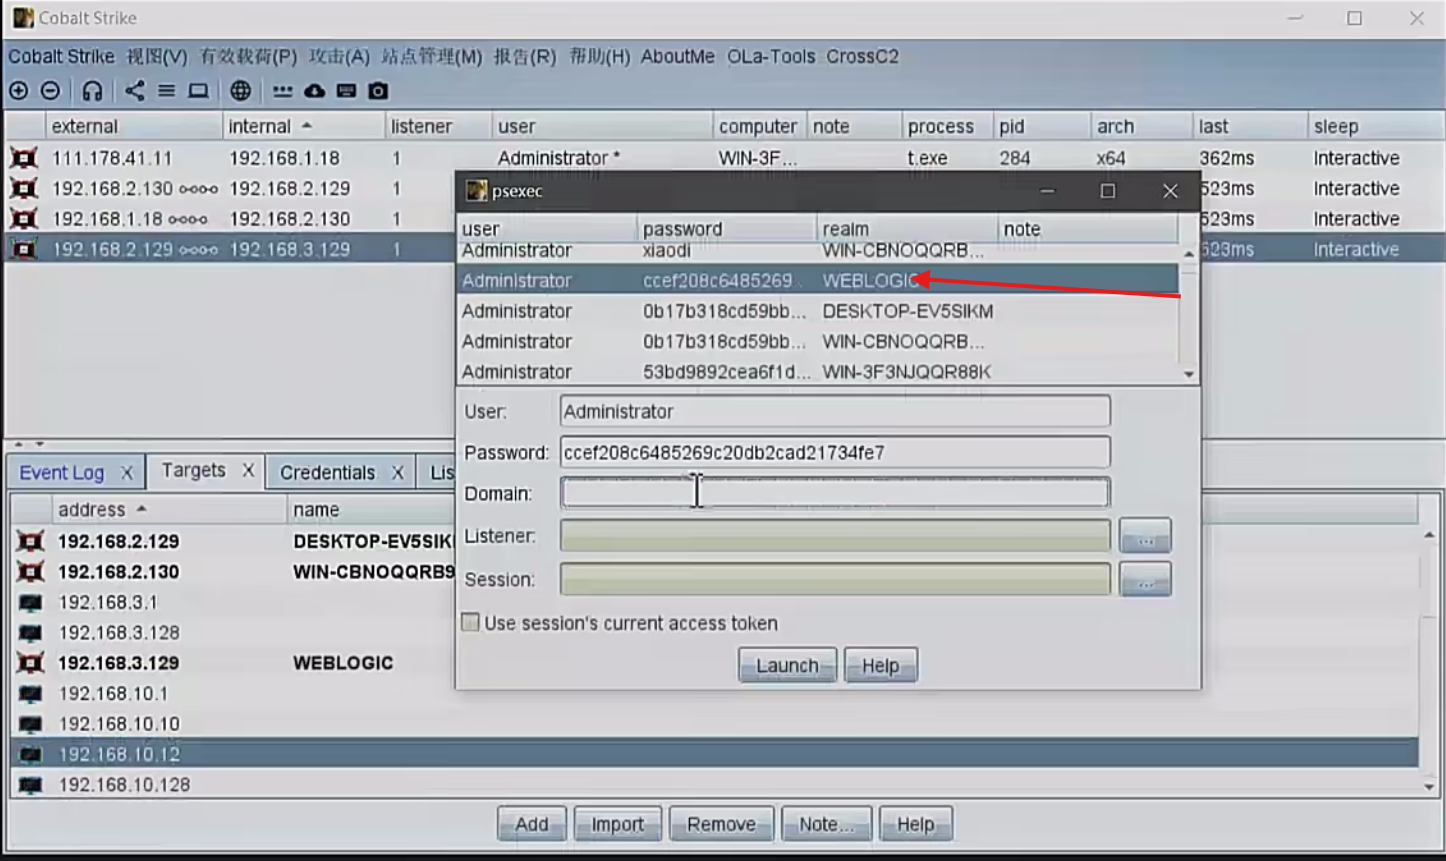 Cobalt Strike
Cobalt Strike 视图(V) 有效载荷(P) 攻击(A) 站点管理(M) 报告(R) 帮助(H) AboutMe OLa-Tools CrossC2
external internal listener user computer note process pid arch last sleep
111.178.41.11 192.168.1.18 1 Administrator * WIN-3F... t.exe 284 x64 362ms Interactive
192.168.2.130 192.168.2.129 1 523ms Interactive
192.168.1.18 192.168.2.130 1 523ms Interactive
192.168.2.129 192.168.3.129 1 523ms Interactive
psexec
user password realm note
Administrator xiaodi WIN-CBNOQQRB...
Administrator ccef208c6485269... WEBLOGIC
Administrator 0b17b318cd59bb... DESKTOP-EV5SIKM
Administrator 0b17b318cd59bb... WIN-CBNOQQRB...
Administrator 53bd9892cea6f1d... WIN-3F3NJQQR88K
User: Administrator
Password: ccef208c6485269c20db2cad21734fe7
Domain:
Listener: ...
Session: ...
Use session's current access token
Launch Help
Event Log X Targets X Credentials X Lis
address name
192.168.2.129 DESKTOP-EV5SIK
192.168.2.130 WIN-CBNOQQRB9
192.168.3.1
192.168.3.128
192.168.3.129 WEBLOGIC
192.168.10.1
192.168.10.10
192.168.10.12
192.168.10.128
Add Import Remove Note... Help